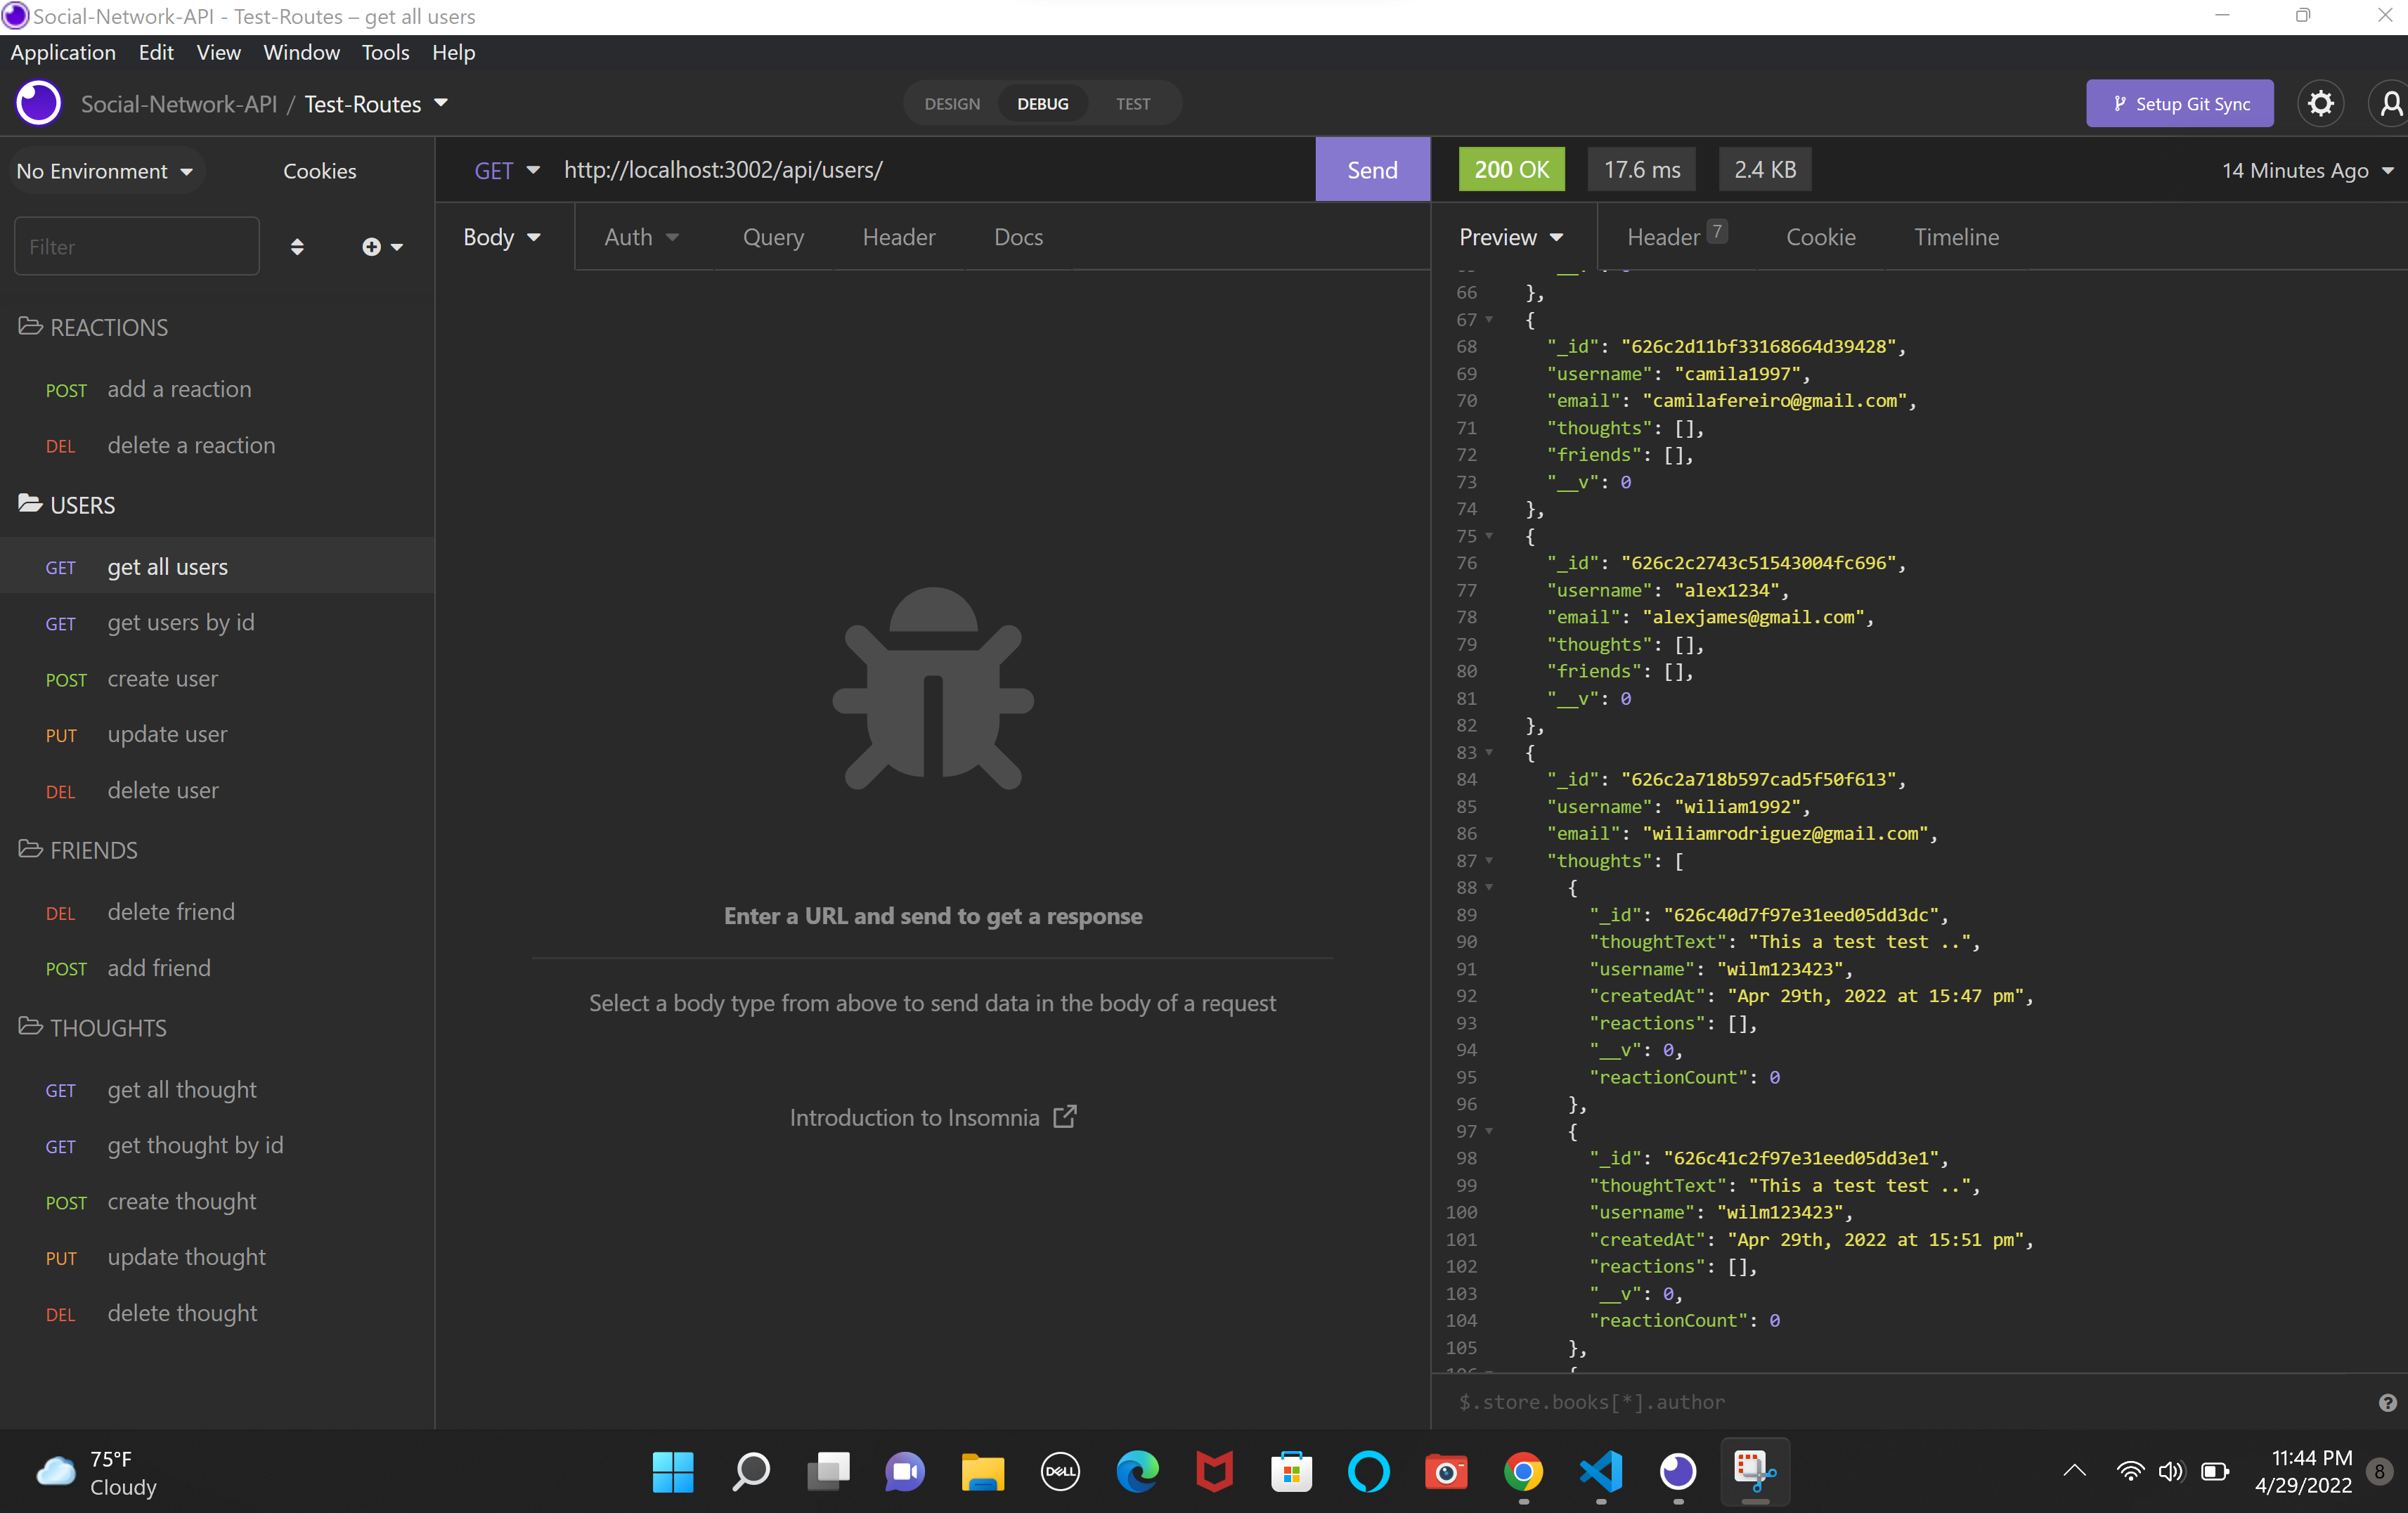 Social-Network-API - Test-Routes – get all users
Application Edit View Window Tools Help
Social-Network-API / Test-Routes
DESIGN DEBUG TEST
Setup Git Sync
No Environment
Cookies
Filter
REACTIONS
POST add a reaction
DEL delete a reaction
USERS
GET get all users
GET get users by id
POST create user
PUT update user
DEL delete user
FRIENDS
DEL delete friend
POST add friend
THOUGHTS
GET get all thought
GET get thought by id
POST create thought
PUT update thought
DEL delete thought
GET http://localhost:3002/api/users/ Send
Body Auth Query Header Docs
Enter a URL and send to get a response
Select a body type from above to send data in the body of a request
Introduction to Insomnia
200 OK 17.6 ms 2.4 KB 14 Minutes Ago
Preview Header 7 Cookie Timeline
66 },
67 {
68 "_id": "626c2d11bf33168664d39428",
69 "username": "camila1997",
70 "email": "camilafereiro@gmail.com",
71 "thoughts": [],
72 "friends": [],
73 "__v": 0
74 },
75 {
76 "_id": "626c2c2743c51543004fc696",
77 "username": "alex1234",
78 "email": "alexjames@gmail.com",
79 "thoughts": [],
80 "friends": [],
81 "__v": 0
82 },
83 {
84 "_id": "626c2a718b597cad5f50f613",
85 "username": "wiliam1992",
86 "email": "wiliamrodriguez@gmail.com",
87 "thoughts": [
88 {
89 "_id": "626c40d7f97e31eed05dd3dc",
90 "thoughtText": "This a test test ..",
91 "username": "wilm123423",
92 "createdAt": "Apr 29th, 2022 at 15:47 pm",
93 "reactions": [],
94 "__v": 0,
95 "reactionCount": 0
96 },
97 {
98 "_id": "626c41c2f97e31eed05dd3e1",
99 "thoughtText": "This a test test ..",
100 "username": "wilm123423",
101 "createdAt": "Apr 29th, 2022 at 15:51 pm",
102 "reactions": [],
103 "__v": 0,
104 "reactionCount": 0
105 },
$.store.books[*].author
75°F
Cloudy
DELL
11:44 PM
4/29/2022
8